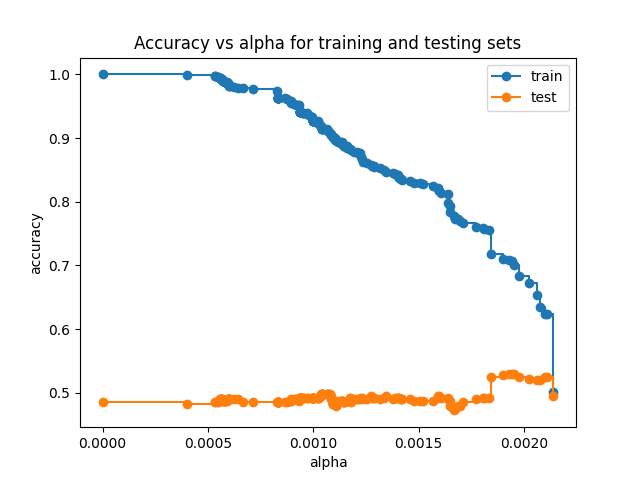 Accuracy vs alpha for training and testing sets
train
test
1.0
0.9
0.8
0.7
0.6
0.5
accuracy
0.0000
0.0005
0.0010
0.0015
0.0020
alpha